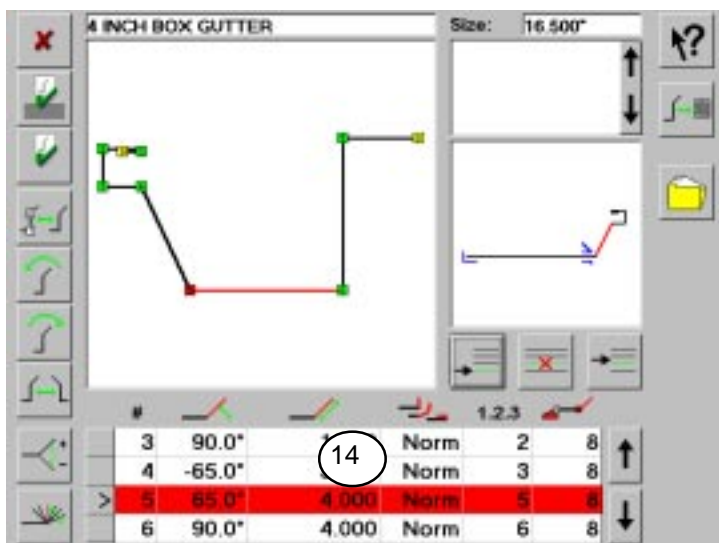 4 INCH BOX GUTTER Size: 16.500"
?
# 1.2.3
3 90.0° Norm 2 8
14
4 -65.0° Norm 3 8
> 5 65.0° 4.000 Norm 5 8
6 90.0° 4.000 Norm 6 8